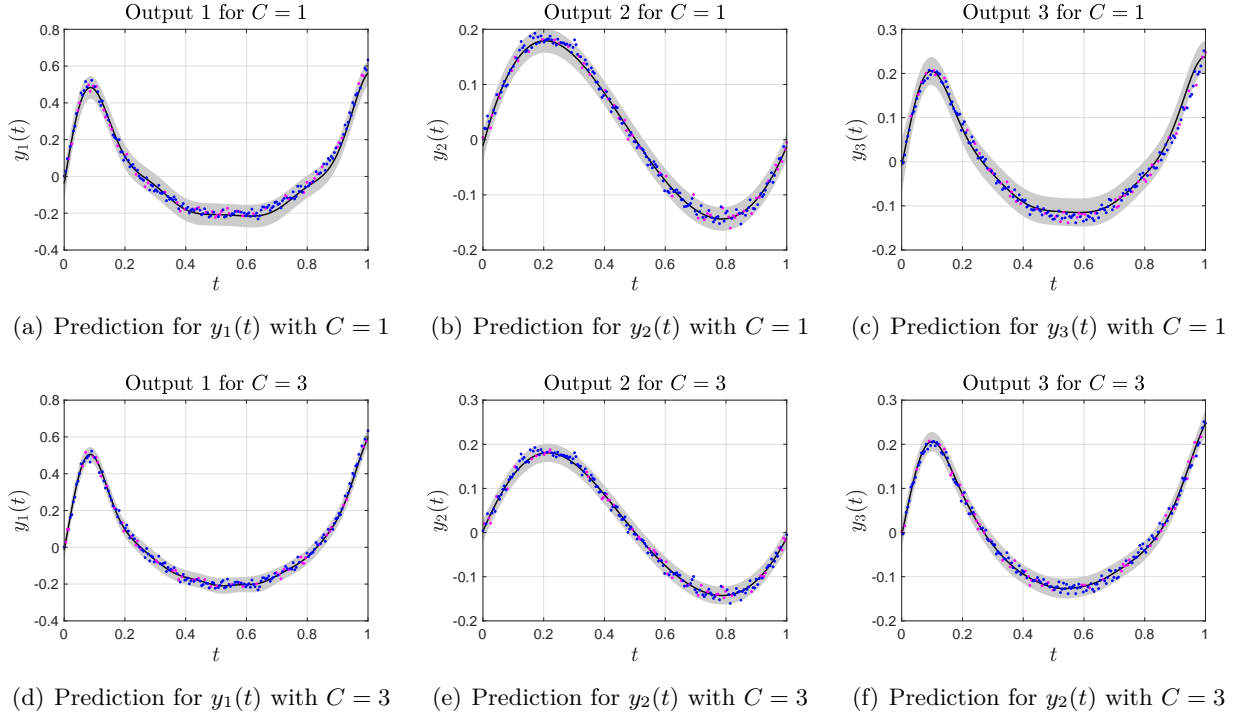 Output 1 for C = 1
Output 2 for C = 1
Output 3 for C = 1
0.8
0.6
0.4
0.2
0
-0.2
-0.4
y₁(t)
0 0.2 0.4 0.6 0.8 1
t
0.2
0.1
0
-0.1
0.2
y₂(t)
0 0.2 0.4 0.6 0.8 1
t
0.3
0.2
0.1
0
-0.1
-0.2
y₃(t)
0 0.2 0.4 0.6 0.8 1
t
(a) Prediction for y₁(t) with C = 1
(b) Prediction for y₂(t) with C = 1
(c) Prediction for y₃(t) with C = 1
Output 1 for C = 3
Output 2 for C = 3
Output 3 for C = 3
0.8
0.6
0.4
0.2
0
-0.2
-0.4
y₁(t)
0 0.2 0.4 0.6 0.8 1
t
0.3
0.2
0.1
0
-0.1
-0.2
y₂(t)
0 0.2 0.4 0.6 0.8 1
t
0.3
0.2
0.1
0
-0.1
-0.2
y₃(t)
0 0.2 0.4 0.6 0.8 1
t
(d) Prediction for y₁(t) with C = 3
(e) Prediction for y₂(t) with C = 3
(f) Prediction for y₂(t) with C = 3